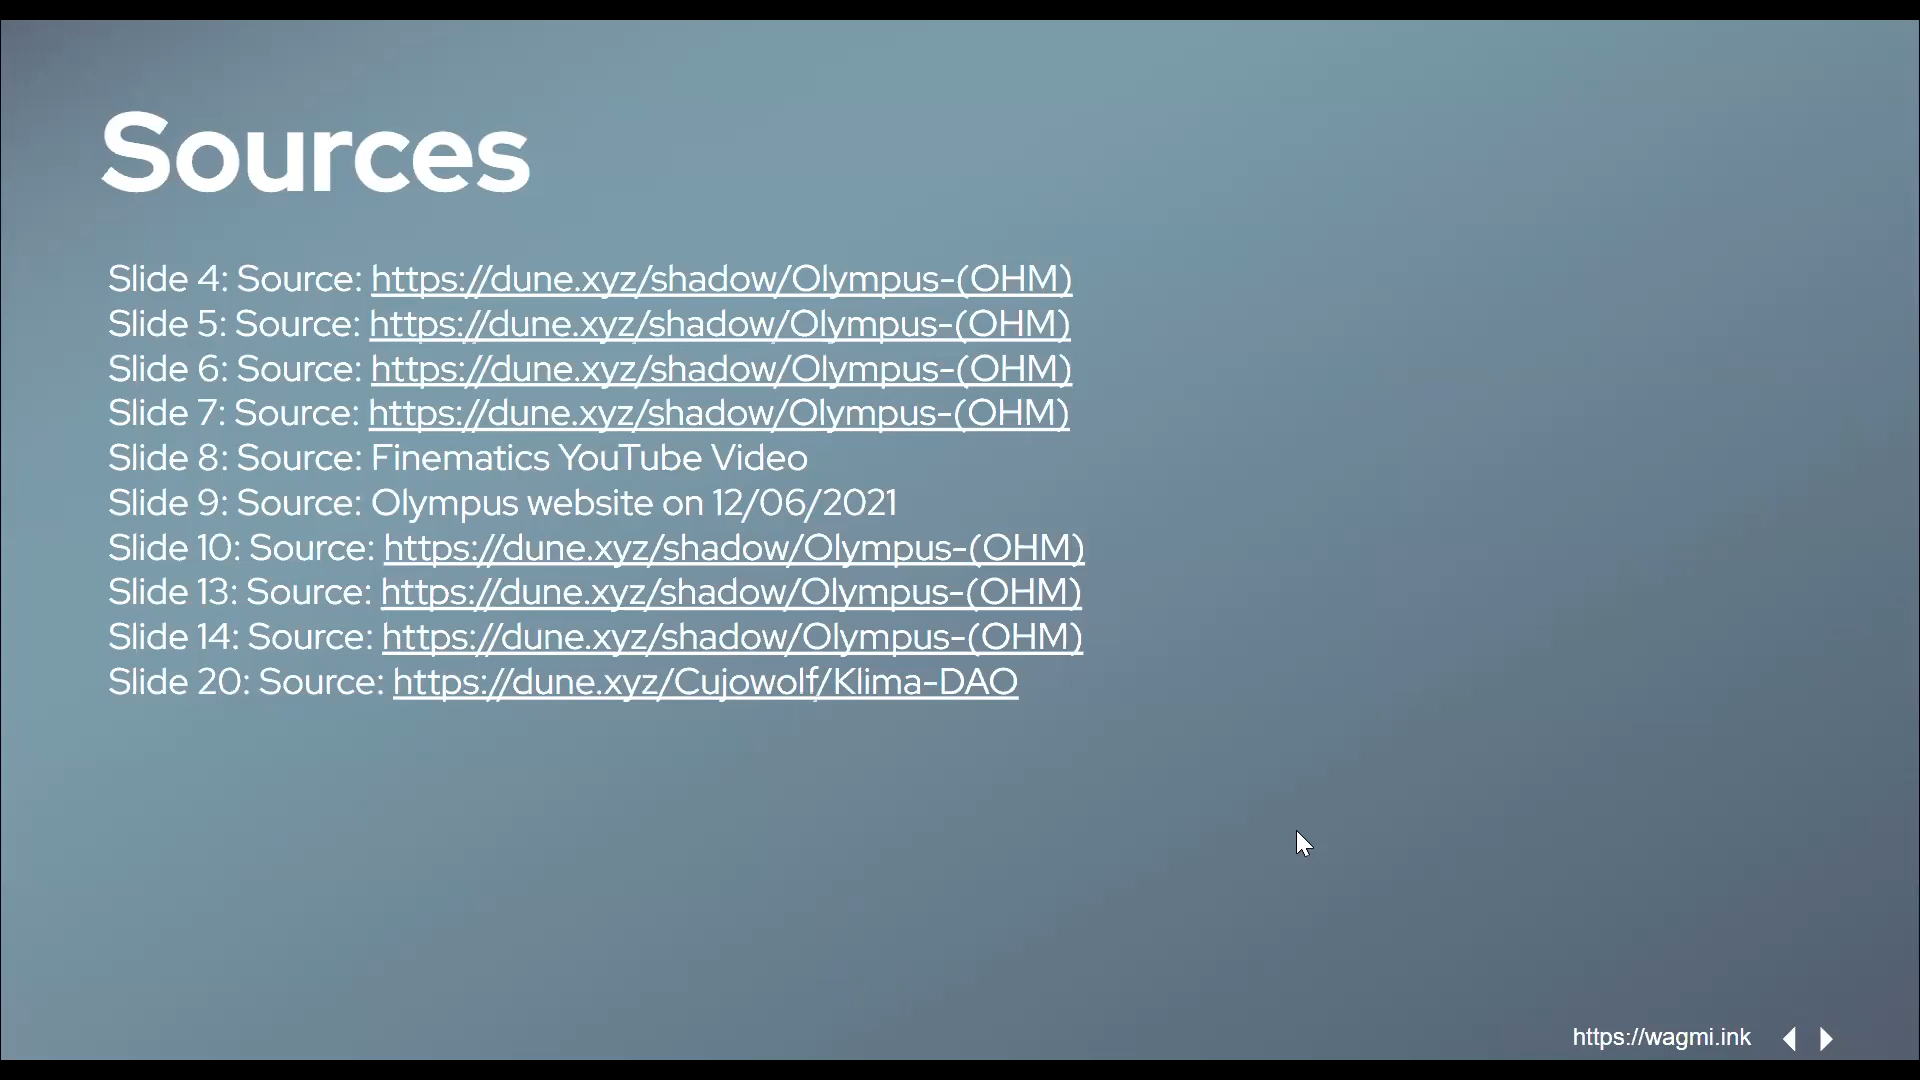 Sources
Slide 4: Source: https://dune.xyz/shadow/Olympus-(OHM)
Slide 5: Source: https://dune.xyz/shadow/Olympus-(OHM)
Slide 6: Source: https://dune.xyz/shadow/Olympus-(OHM)
Slide 7: Source: https://dune.xyz/shadow/Olympus-(OHM)
Slide 8: Source: Finematics YouTube Video
Slide 9: Source: Olympus website on 12/06/2021
Slide 10: Source: https://dune.xyz/shadow/Olympus-(OHM)
Slide 13: Source: https://dune.xyz/shadow/Olympus-(OHM)
Slide 14: Source: https://dune.xyz/shadow/Olympus-(OHM)
Slide 20: Source: https://dune.xyz/Cujowolf/Klima-DAO
https://wagmi.ink